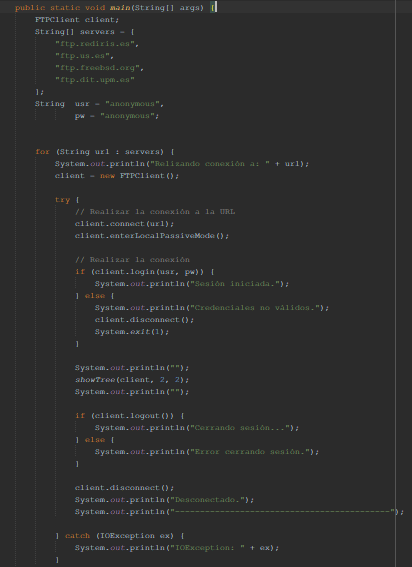 public static void main(String[] args) {
    FTPClient client;
    String[] servers = {
        "ftp.rediris.es",
        "ftp.us.es",
        "ftp.freebsd.org",
        "ftp.dit.upm.es"
    };
    String  usr = "anonymous",
            pw = "anonymous";

    for (String url : servers) {
        System.out.println("Relizando conexión a: " + url);
        client = new FTPClient();

        try {
            // Realizar la conexión a la URL
            client.connect(url);
            client.enterLocalPassiveMode();

            // Realizar la conexión
            if (client.login(usr, pw)) {
                System.out.println("Sesión iniciada.");
            } else {
                System.out.println("Credenciales no válidos.");
                client.disconnect();
                System.exit(1);
            }

            System.out.println("");
            showTree(client, 2, 2);
            System.out.println("");

            if (client.logout()) {
                System.out.println("Cerrando sesión...");
            } else {
                System.out.println("Error cerrando sesión.");
            }

            client.disconnect();
            System.out.println("Desconectado.");
            System.out.println("-------------------------------------------");

        } catch (IOException ex) {
            System.out.println("IOException: " + ex);
        }